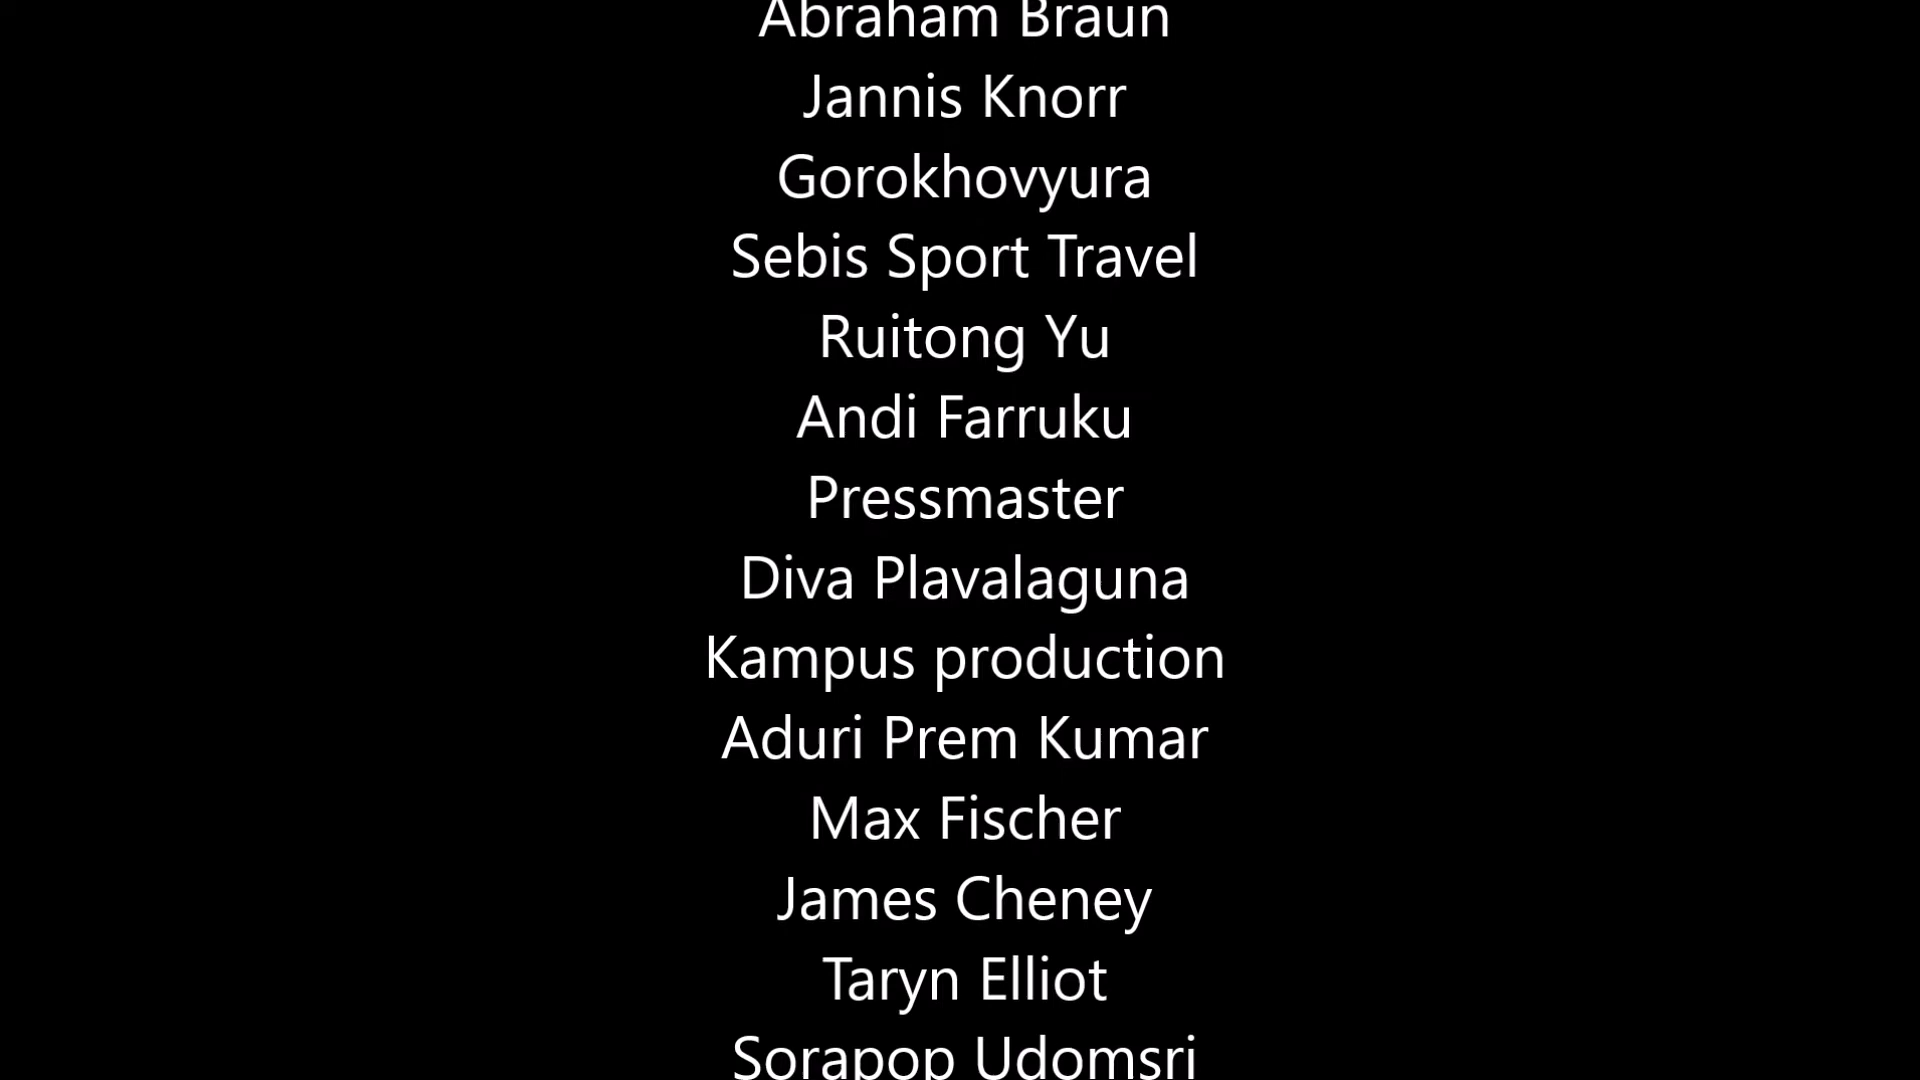 Abraham Braun
Jannis Knorr
Gorokhovyura
Sebis Sport Travel
Ruitong Yu
Andi Farruku
Pressmaster
Diva Plavalaguna
Kampus production
Aduri Prem Kumar
Max Fischer
James Cheney
Taryn Elliot
Sorapop Udomsri